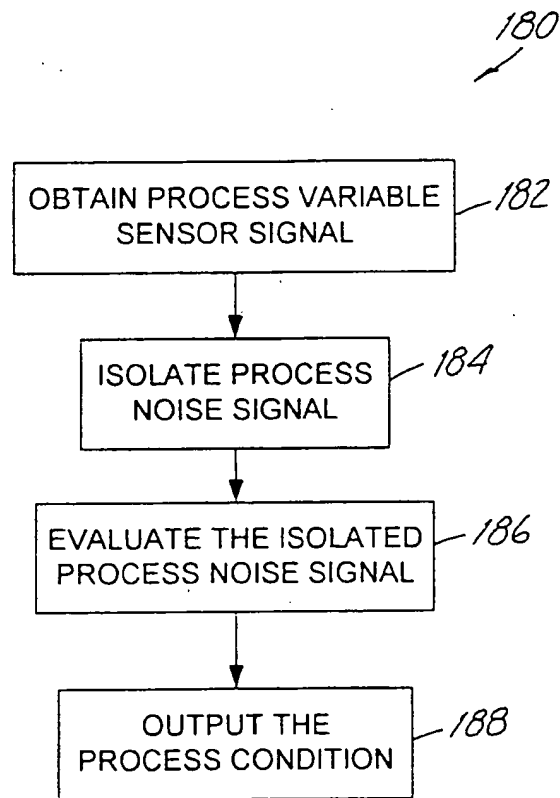 180
OBTAIN PROCESS VARIABLE
SENSOR SIGNAL
182
ISOLATE PROCESS
NOISE SIGNAL
184
EVALUATE THE ISOLATED
PROCESS NOISE SIGNAL
186
OUTPUT THE
PROCESS CONDITION
188